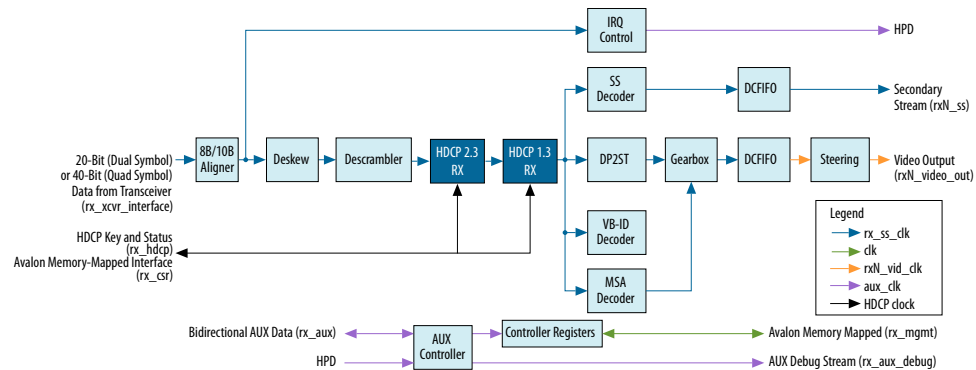 IRQ
Control
HPD
SS
Decoder
DCFIFO
Secondary
Stream (rxN_ss)
20-Bit (Dual Symbol)
or 40-Bit (Quad Symbol)
Data from Transceiver
(rx_xcvr_interface)
8B/10B
Aligner
Deskew
Descrambler
HDCP 2.3
RX
HDCP 1.3
RX
DP2ST
Gearbox
DCFIFO
Steering
Video Output
(rxN_video_out)
HDCP Key and Status
(rx_hdcp)
Avalon Memory-Mapped Interface
(rx_csr)
VB-ID
Decoder
MSA
Decoder
Legend
rx_ss_clk
clk
rxN_vid_clk
aux_clk
HDCP clock
Bidirectional AUX Data (rx_aux)
HPD
AUX
Controller
Controller Registers
Avalon Memory Mapped (rx_mgmt)
AUX Debug Stream (rx_aux_debug)